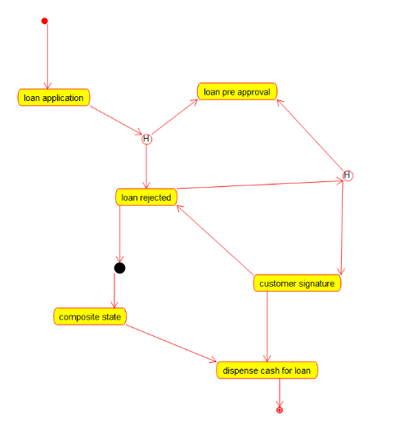 loan pre approval
loan application
H
H
loan rejected
customer signature
composite state
dispense cash for loan